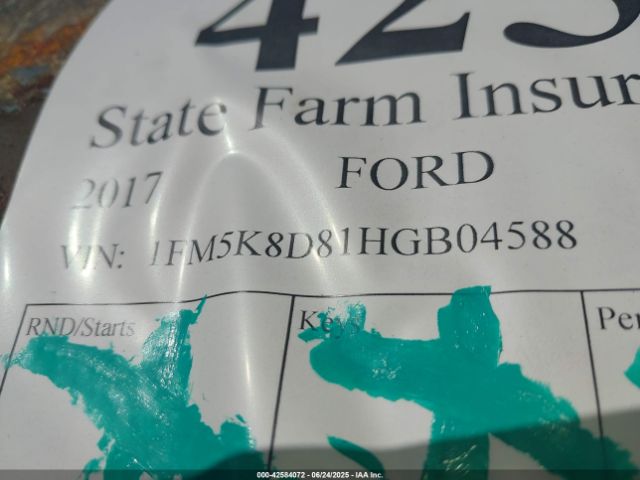 State Farm Insur
2017 FORD
VIN: 1FM5K8D81HGB04588
RND/Starts Keys Per
000-42584072 - 06/24/2025 - IAA Inc.